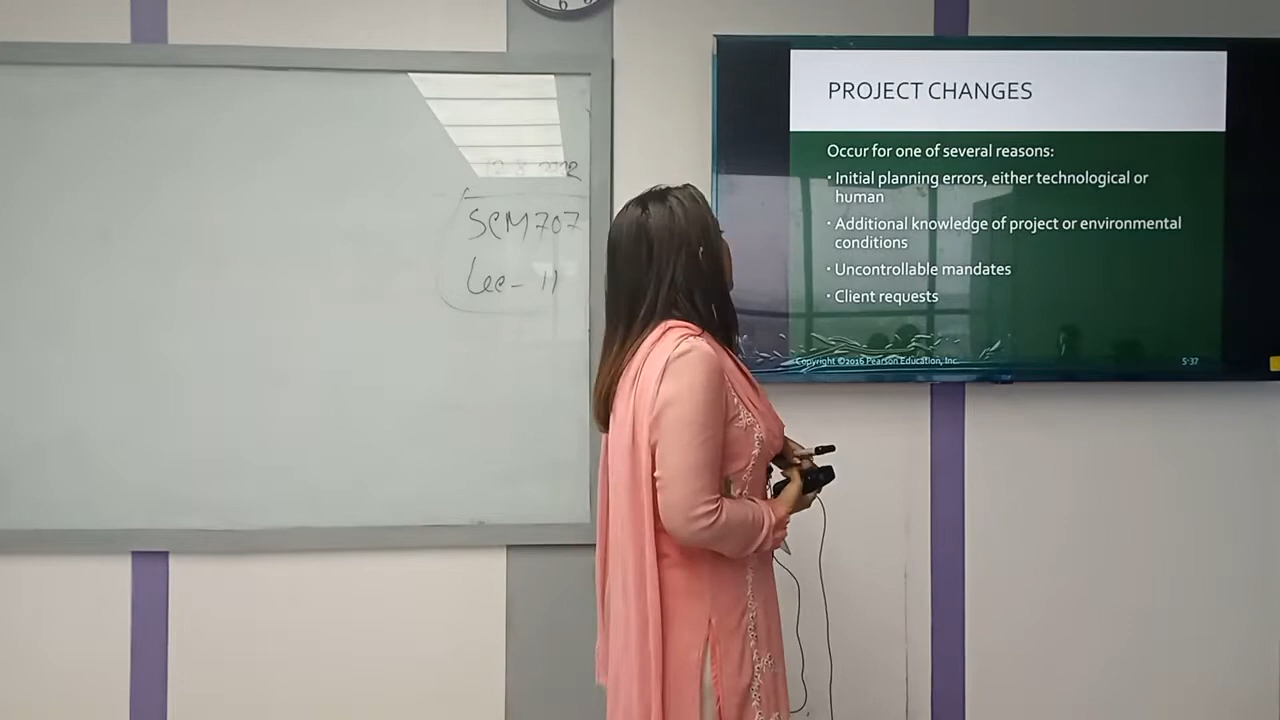 SCM707
Lec-11
PROJECT CHANGES
Occur for one of several reasons:
· Initial planning errors, either technological or
human
· Additional knowledge of project or environmental
conditions
· Uncontrollable mandates
· Client requests
Copyright ©2016 Pearson Education, Inc.
5-37